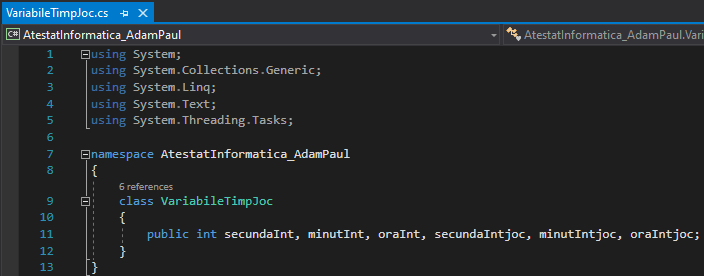 VariabileTimpJoc.cs
C# AtestatInformatica_AdamPaul AtestatInformatica_AdamPaul.Vari
1 using System;
2 using System.Collections.Generic;
3 using System.Linq;
4 using System.Text;
5 using System.Threading.Tasks;
6
7 namespace AtestatInformatica_AdamPaul
8 {
6 references
9 class VariabileTimpJoc
10 {
11 public int secundaInt, minutInt, oraInt, secundaIntjoc, minutIntjoc, oraIntjoc;
12 }
13 }